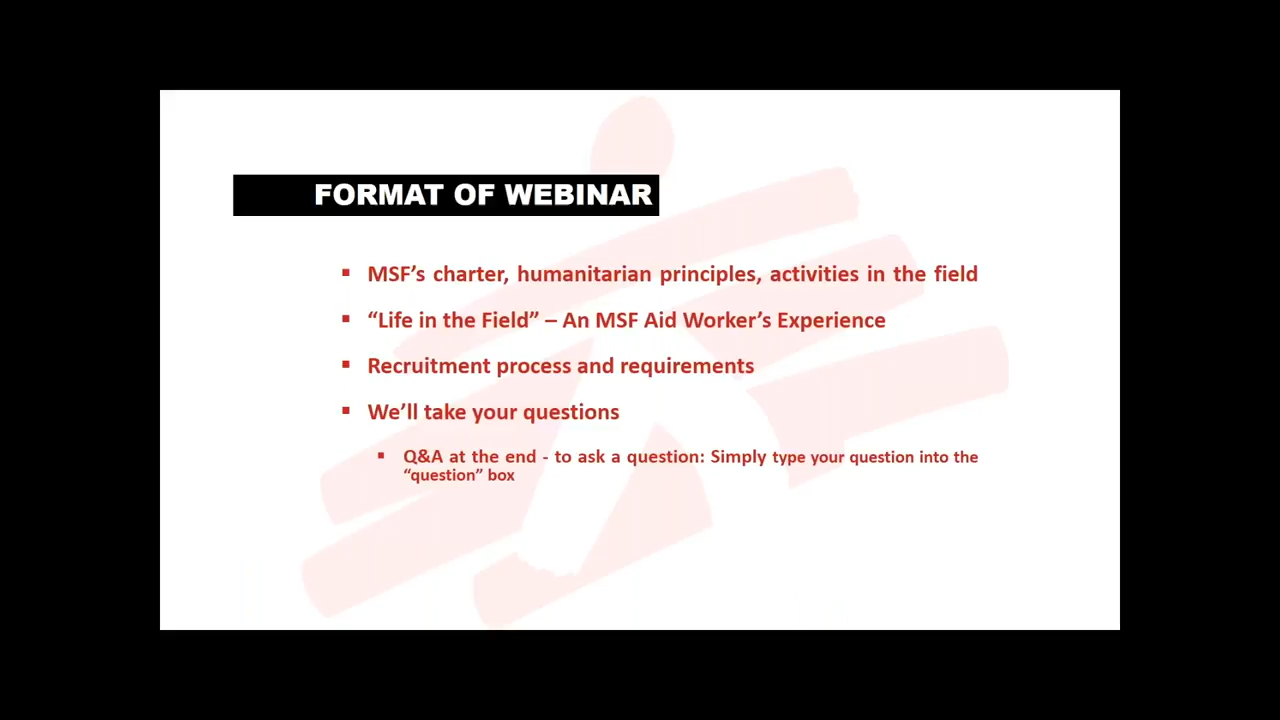 FORMAT OF WEBINAR
▪ MSF’s charter, humanitarian principles, activities in the field
▪ “Life in the Field” – An MSF Aid Worker’s Experience
▪ Recruitment process and requirements
▪ We’ll take your questions
▪ Q&A at the end - to ask a question: Simply type your question into the
“question” box